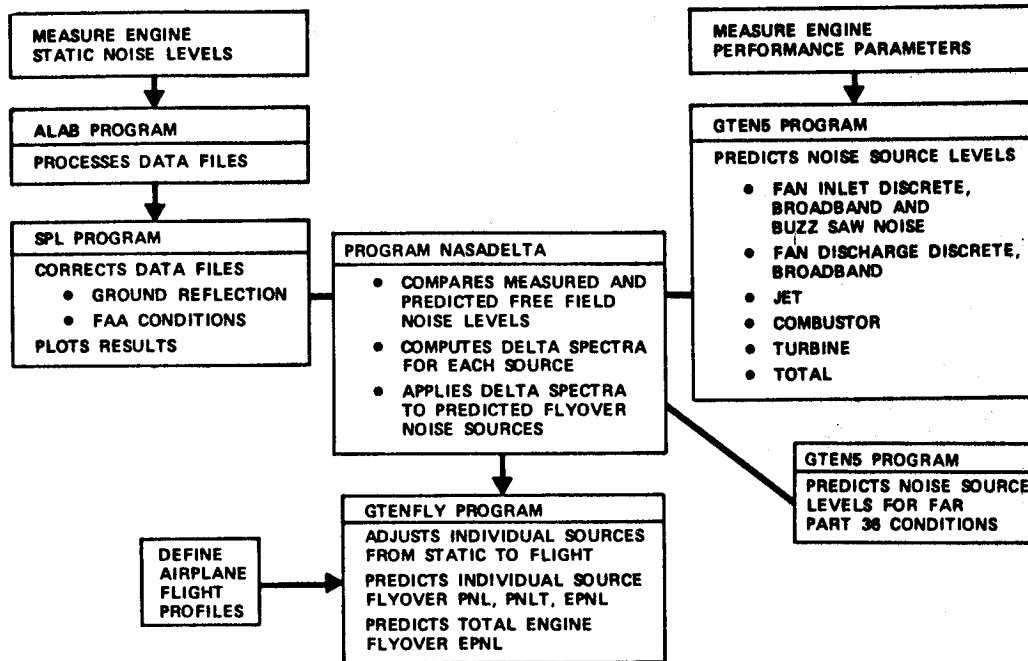 MEASURE ENGINE
STATIC NOISE LEVELS
ALAB PROGRAM
PROCESSES DATA FILES
SPL PROGRAM
CORRECTS DATA FILES
● GROUND REFLECTION
● FAA CONDITIONS
PLOTS RESULTS
PROGRAM NASADELTA
● COMPARES MEASURED AND
PREDICTED FREE FIELD
NOISE LEVELS
● COMPUTES DELTA SPECTRA
FOR EACH SOURCE
● APPLIES DELTA SPECTRA
TO PREDICTED FLYOVER
NOISE SOURCES
MEASURE ENGINE
PERFORMANCE PARAMETERS
GTEN5 PROGRAM
PREDICTS NOISE SOURCE LEVELS
● FAN INLET DISCRETE,
BROADBAND AND
BUZZ SAW NOISE
● FAN DISCHARGE DISCRETE,
BROADBAND
● JET
● COMBUSTOR
● TURBINE
● TOTAL
GTEN5 PROGRAM
PREDICTS NOISE SOURCE
LEVELS FOR FAR
PART 36 CONDITIONS
DEFINE
AIRPLANE
FLIGHT
PROFILES
GTENFLY PROGRAM
ADJUSTS INDIVIDUAL SOURCES
FROM STATIC TO FLIGHT
PREDICTS INDIVIDUAL SOURCE
FLYOVER PNL, PNLT, EPNL
PREDICTS TOTAL ENGINE
FLYOVER EPNL